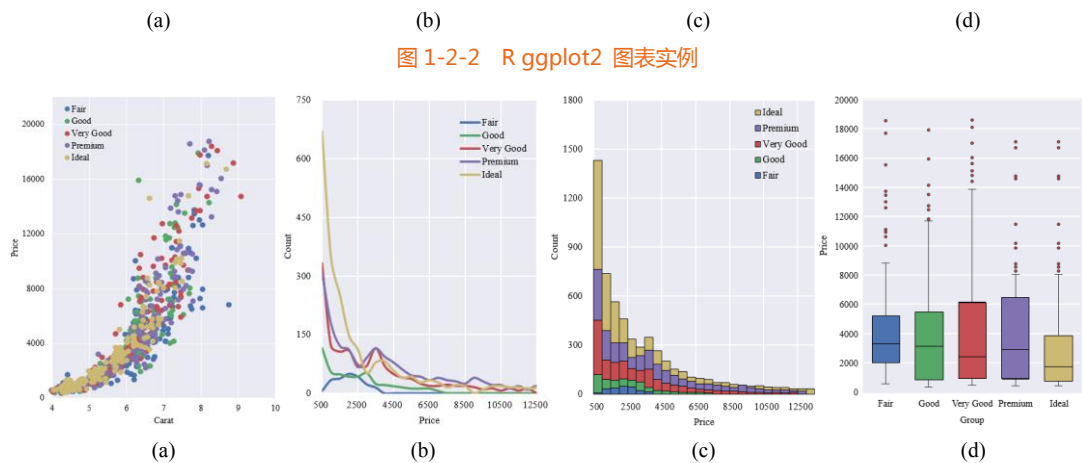 (a) (b) (c) (d)
图 1-2-2 R ggplot2 图表实例
20000
16000
12000
8000
4000
0
Price
Fair
Good
Very Good
Premium
Ideal
4 5 6 7 8 9 10
Carat
750
600
450
300
150
0
Count
Fair
Good
Very Good
Premium
Ideal
500 2500 4500 6500 8500 10500 12500
Price
1800
1500
1200
900
600
300
0
Count
Ideal
Premium
Very Good
Good
Fair
500 2500 4500 6500 8500 10500 12500
Price
20000
18000
16000
14000
12000
10000
8000
6000
4000
2000
0
Price
Fair Good Very Good Premium Ideal
Group
(a) (b) (c) (d)